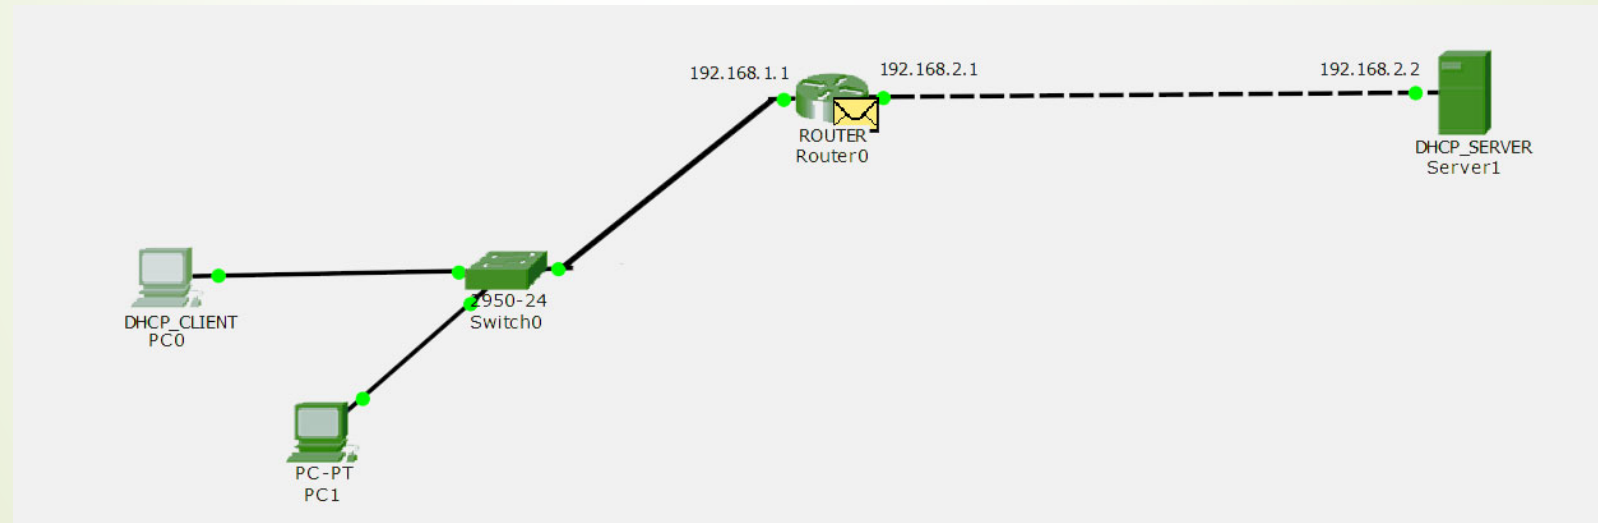 192.168.1.1
192.168.2.1
192.168.2.2
ROUTER
Router0
DHCP_SERVER
Server1
2950-24
Switch0
DHCP_CLIENT
PC0
PC-PT
PC1